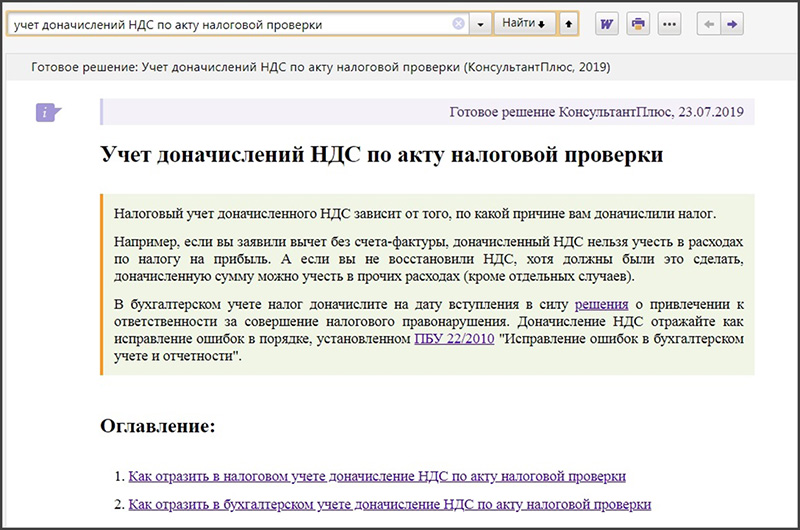 учет доначислений НДС по акту налоговой проверки
Найти
W
Готовое решение: Учет доначислений НДС по акту налоговой проверки (КонсультантПлюс, 2019)
i
Готовое решение КонсультантПлюс, 23.07.2019
Учет доначислений НДС по акту налоговой проверки
Налоговый учет доначисленного НДС зависит от того, по какой причине вам доначислили налог.
Например, если вы заявили вычет без счета-фактуры, доначисленный НДС нельзя учесть в расходах
по налогу на прибыль. А если вы не восстановили НДС, хотя должны были это сделать,
доначисленную сумму можно учесть в прочих расходах (кроме отдельных случаев).
В бухгалтерском учете налог доначислите на дату вступления в силу решения о привлечении к
ответственности за совершение налогового правонарушения. Доначисление НДС отражайте как
исправление ошибок в порядке, установленном ПБУ 22/2010 "Исправление ошибок в бухгалтерском
учете и отчетности".
Оглавление:
1. Как отразить в налоговом учете доначисление НДС по акту налоговой проверки
2. Как отразить в бухгалтерском учете доначисление НДС по акту налоговой проверки